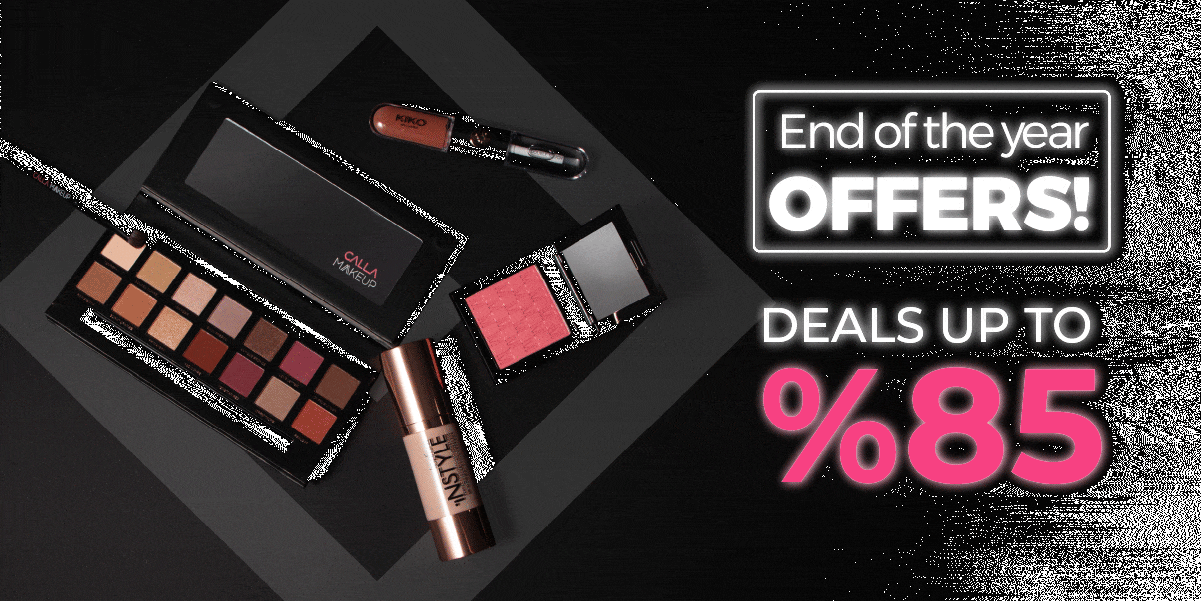 KIKO
CALLA
MAKEUP
INSTYLE
End of the year
OFFERS!
DEALS UP TO
%85